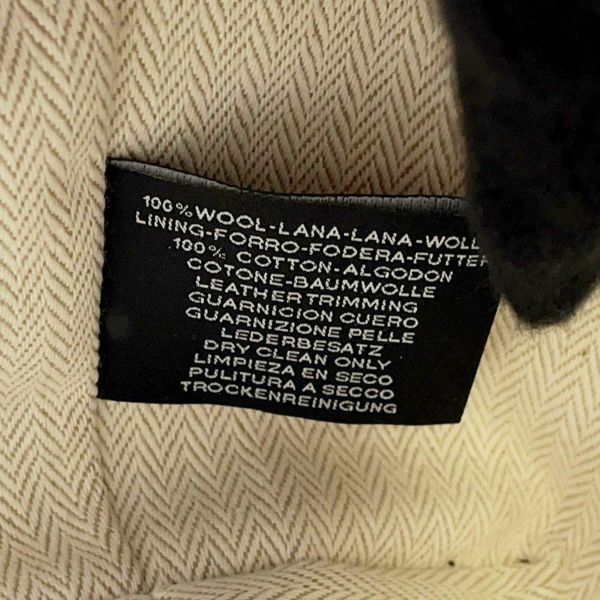 100% WOOL-LANA-LANA-WOLL
LINING-FORRO-FODERA-FUTTER
100% COTTON-ALGODON
COTONE-BAUMWOLLE
LEATHER TRIMMING
GUARNICION CUERO
GUARNIZIONE PELLE
LEDERBESATZ
DRY CLEAN ONLY
LIMPIEZA EN SECO
PULITURA A SECCO
TROCKENREINIGUNG